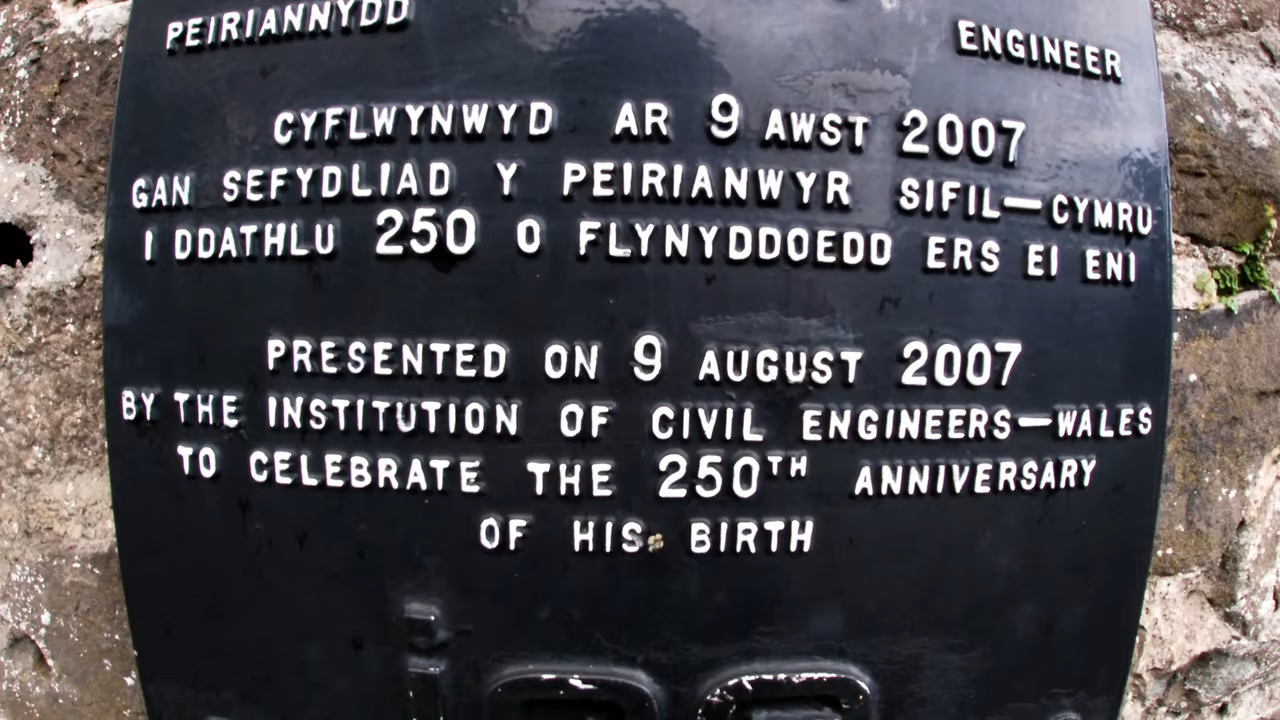 PEIRIANNYDD ENGINEER
CYFLWYNWYD AR 9 AWST 2007
GAN SEFYDLIAD Y PEIRIANWYR SIFIL—CYMRU
I DDATHLU 250 O FLYNYDDOEDD ERS EI ENI
PRESENTED ON 9 AUGUST 2007
BY THE INSTITUTION OF CIVIL ENGINEERS—WALES
TO CELEBRATE THE 250TH ANNIVERSARY
OF HIS BIRTH